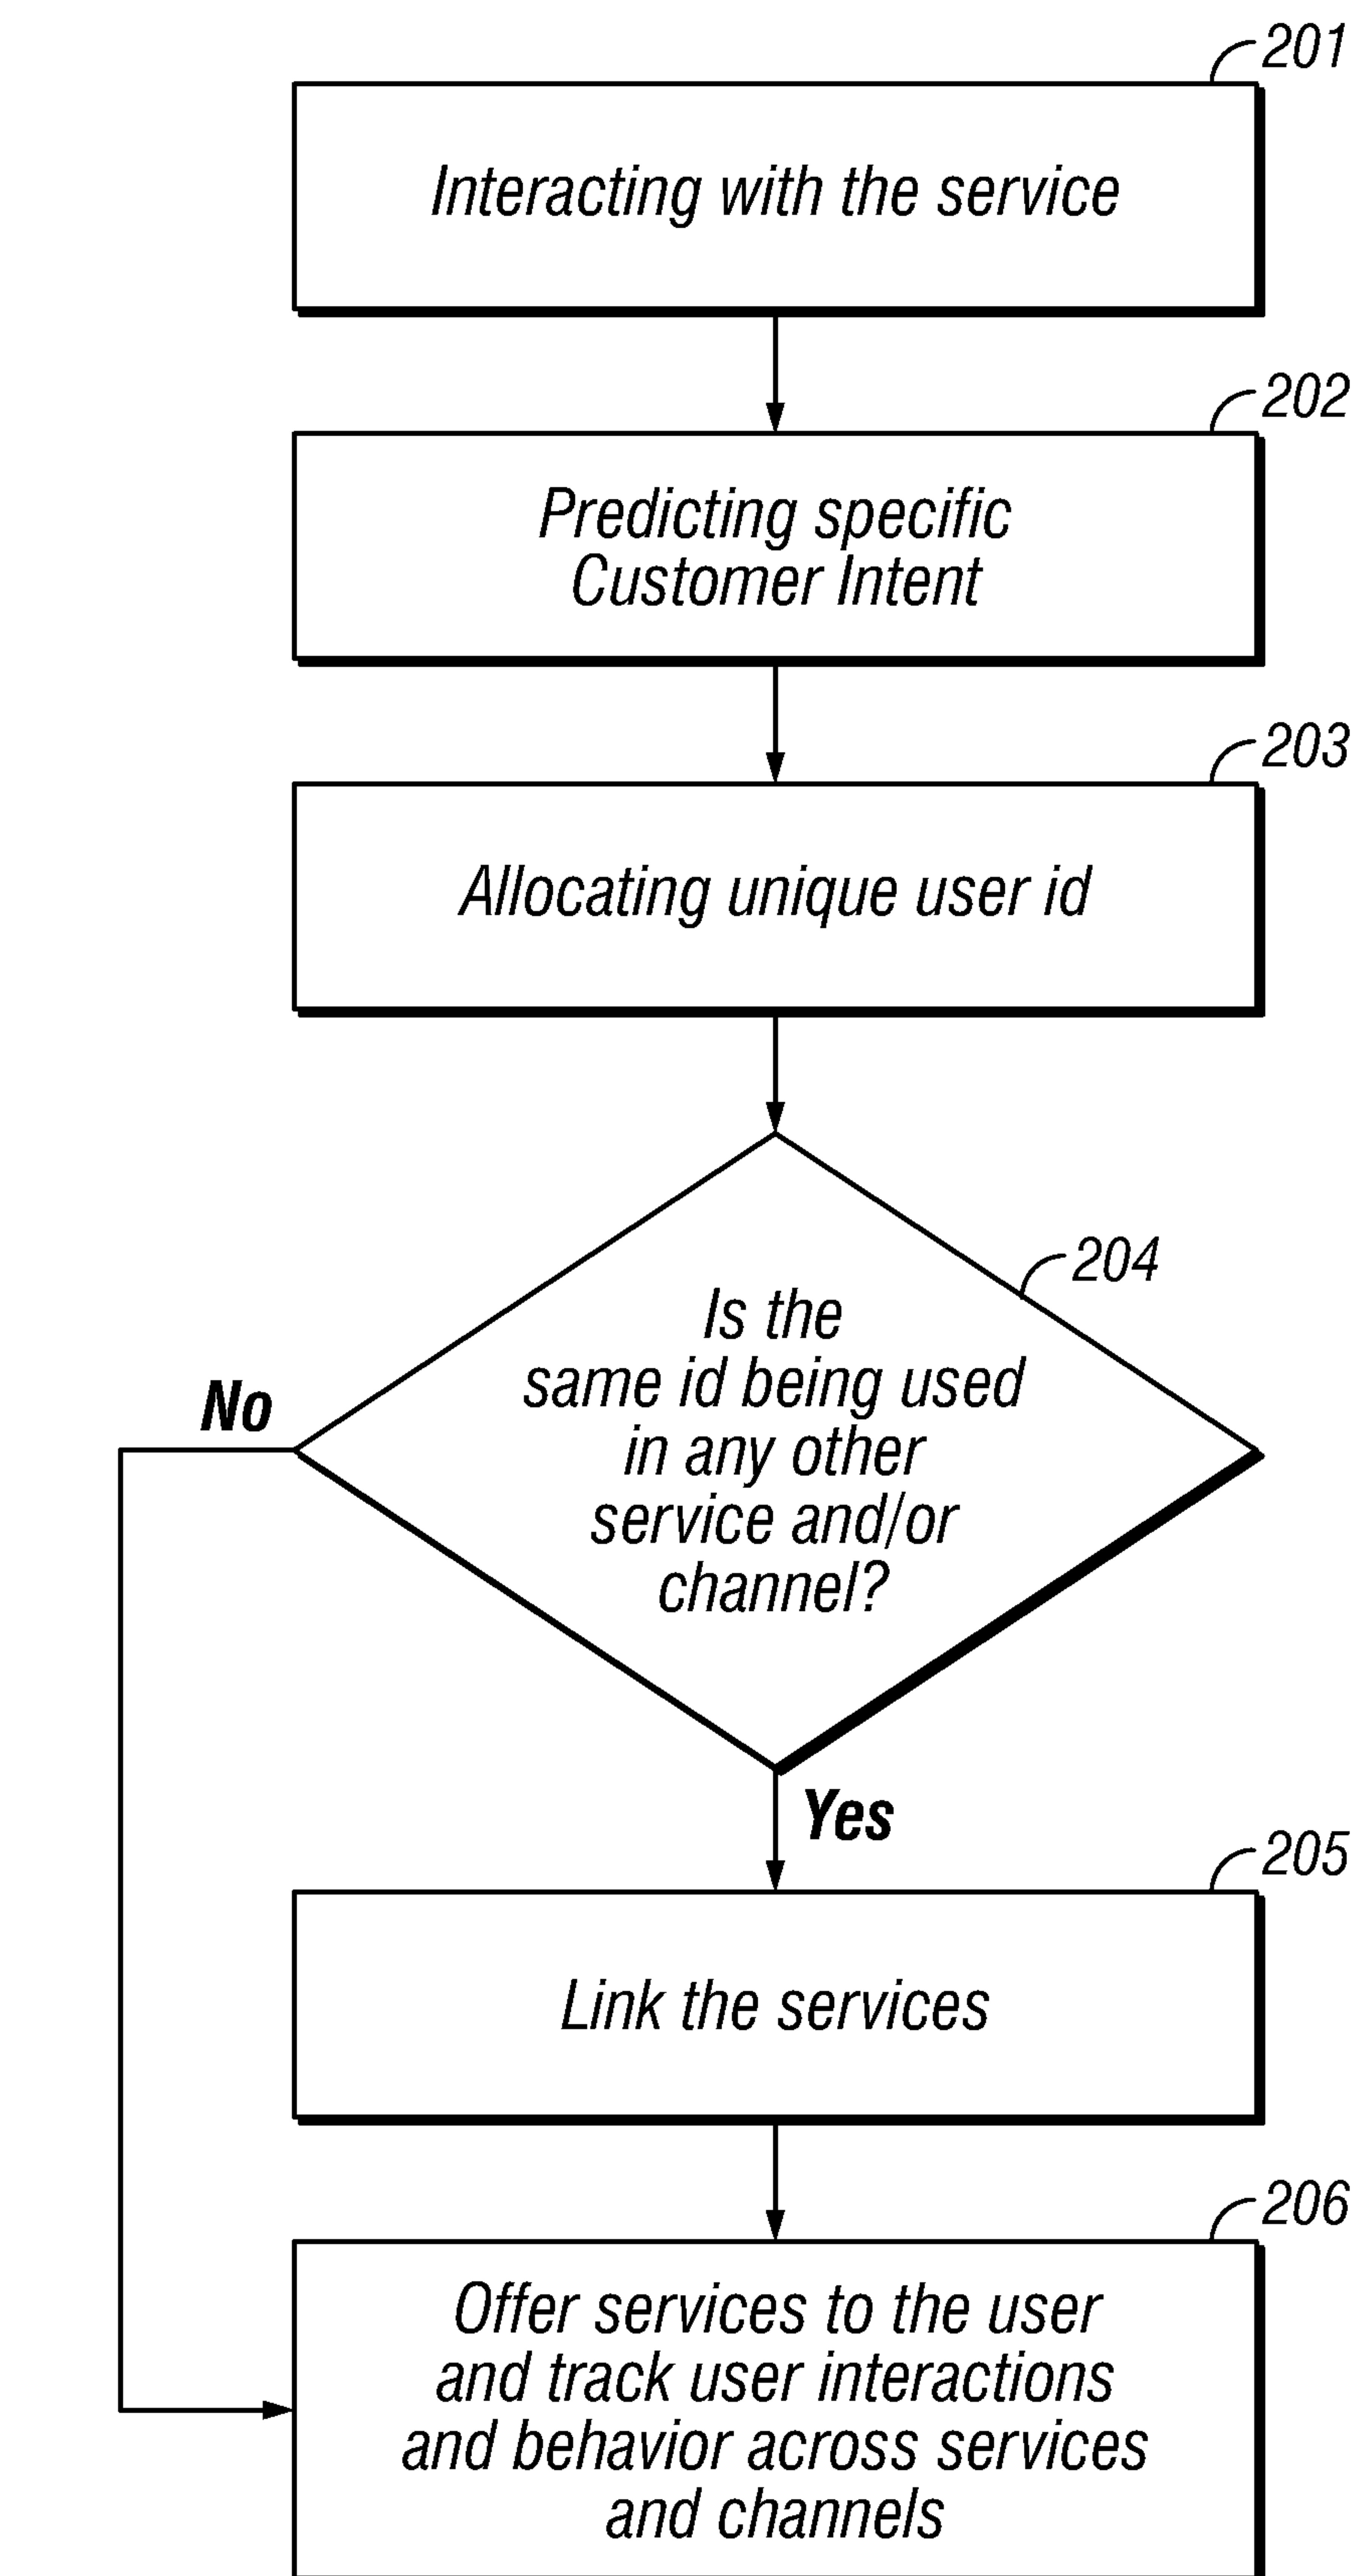 201
Interacting with the service
202
Predicting specific
Customer Intent
203
Allocating unique user id
204
Is the
same id being used
in any other
service and/or
channel?
No
Yes
205
Link the services
206
Offer services to the user
and track user interactions
and behavior across services
and channels